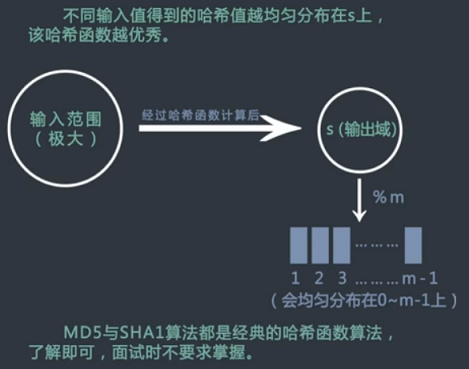 不同输入值得到的哈希值越均匀分布在s上，
该哈希函数越优秀。
输入范围
（极大）
经过哈希函数计算后
s（输出域）
%m
………
1 2 3 ………m-1
（会均匀分布在0~m-1上）
MD5与SHA1算法都是经典的哈希函数算法，
了解即可，面试时不要求掌握。